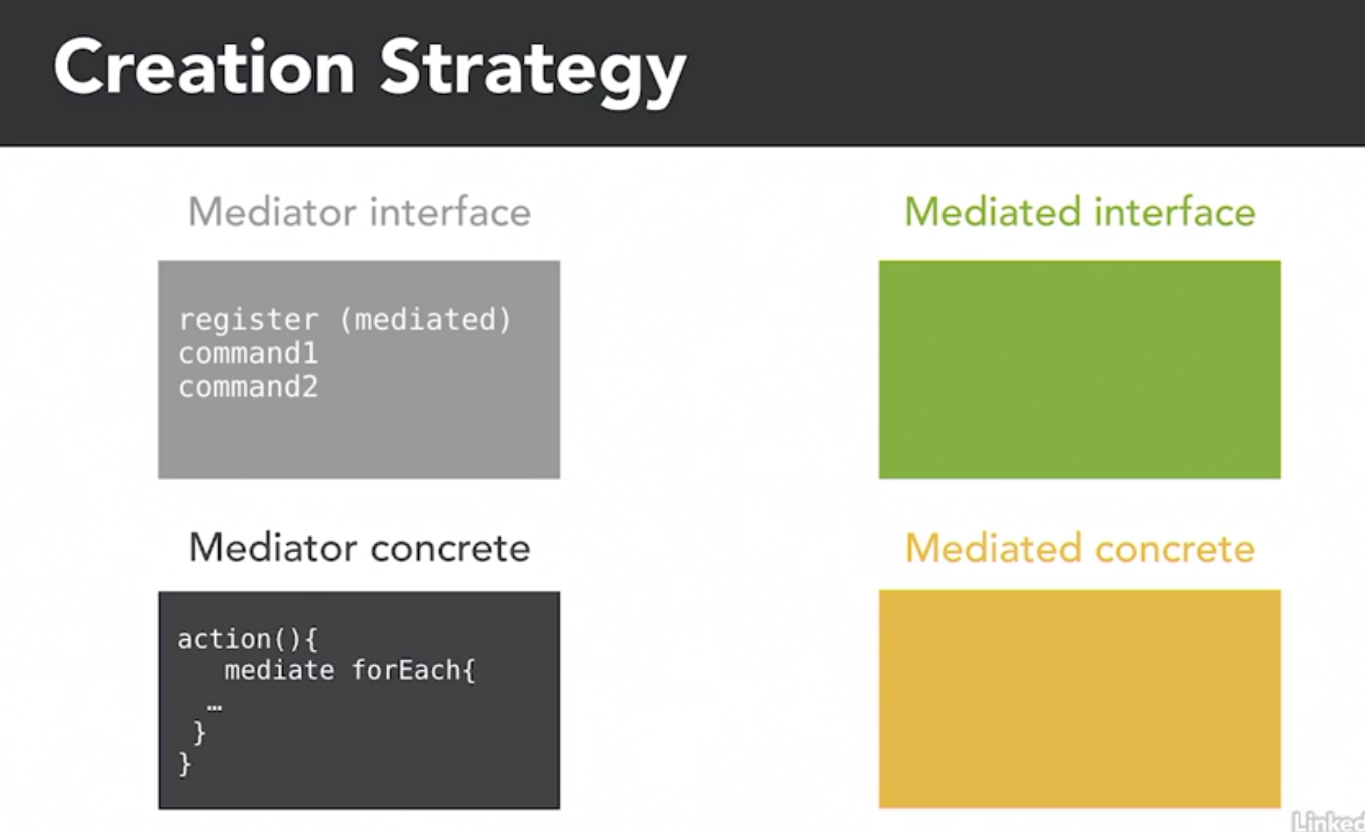 Creation Strategy
Mediator interface
register (mediated)
command1
command2
Mediated interface
Mediator concrete
action(){
mediate forEach{
…
}
}
Mediated concrete
Linked